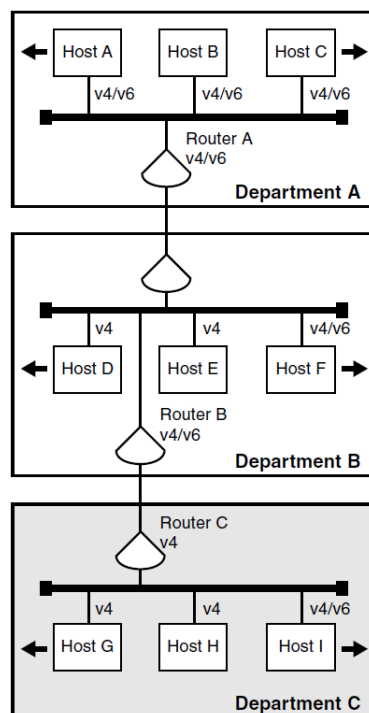 Host A Host B Host C
v4/v6 v4/v6 v4/v6
Router A
v4/v6
Department A
v4 v4 v4/v6
Host D Host E Host F
Router B
v4/v6
Department B
Router C
v4
v4 v4 v4/v6
Host G Host H Host I
Department C